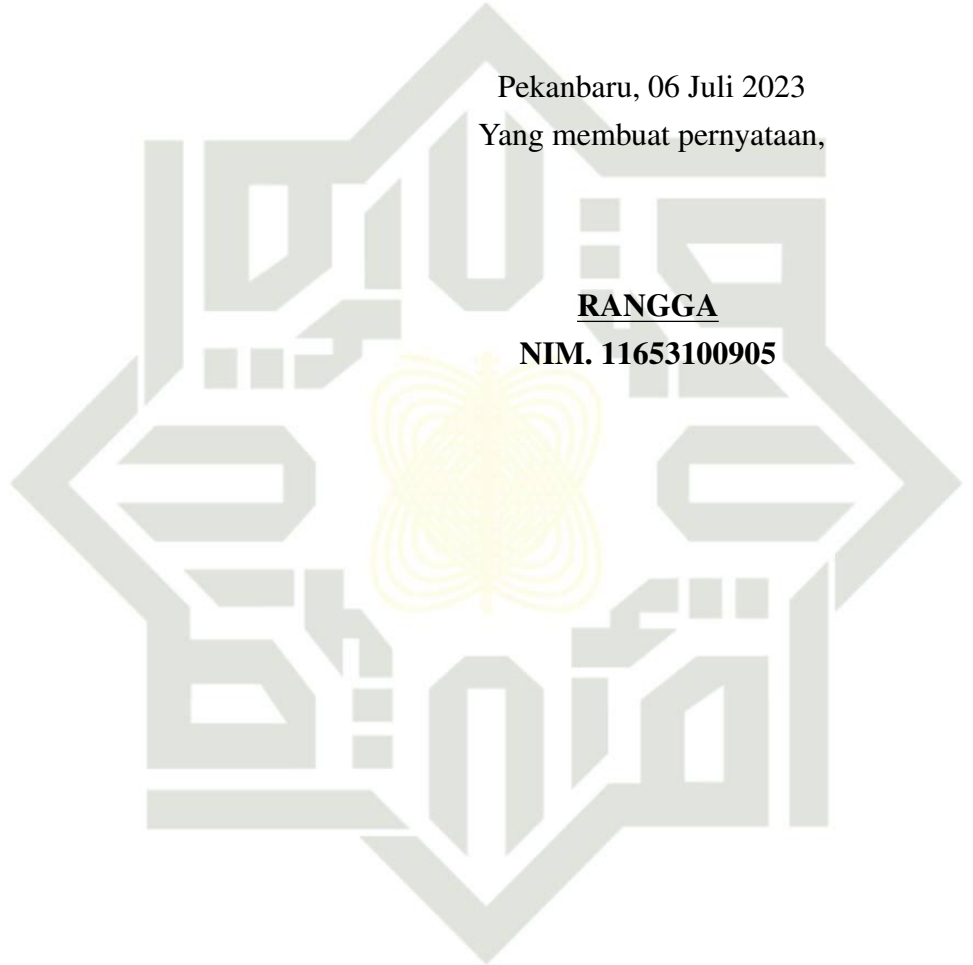 Pekanbaru, 06 Juli 2023
Yang membuat pernyataan,
RANGGA
NIM. 11653100905